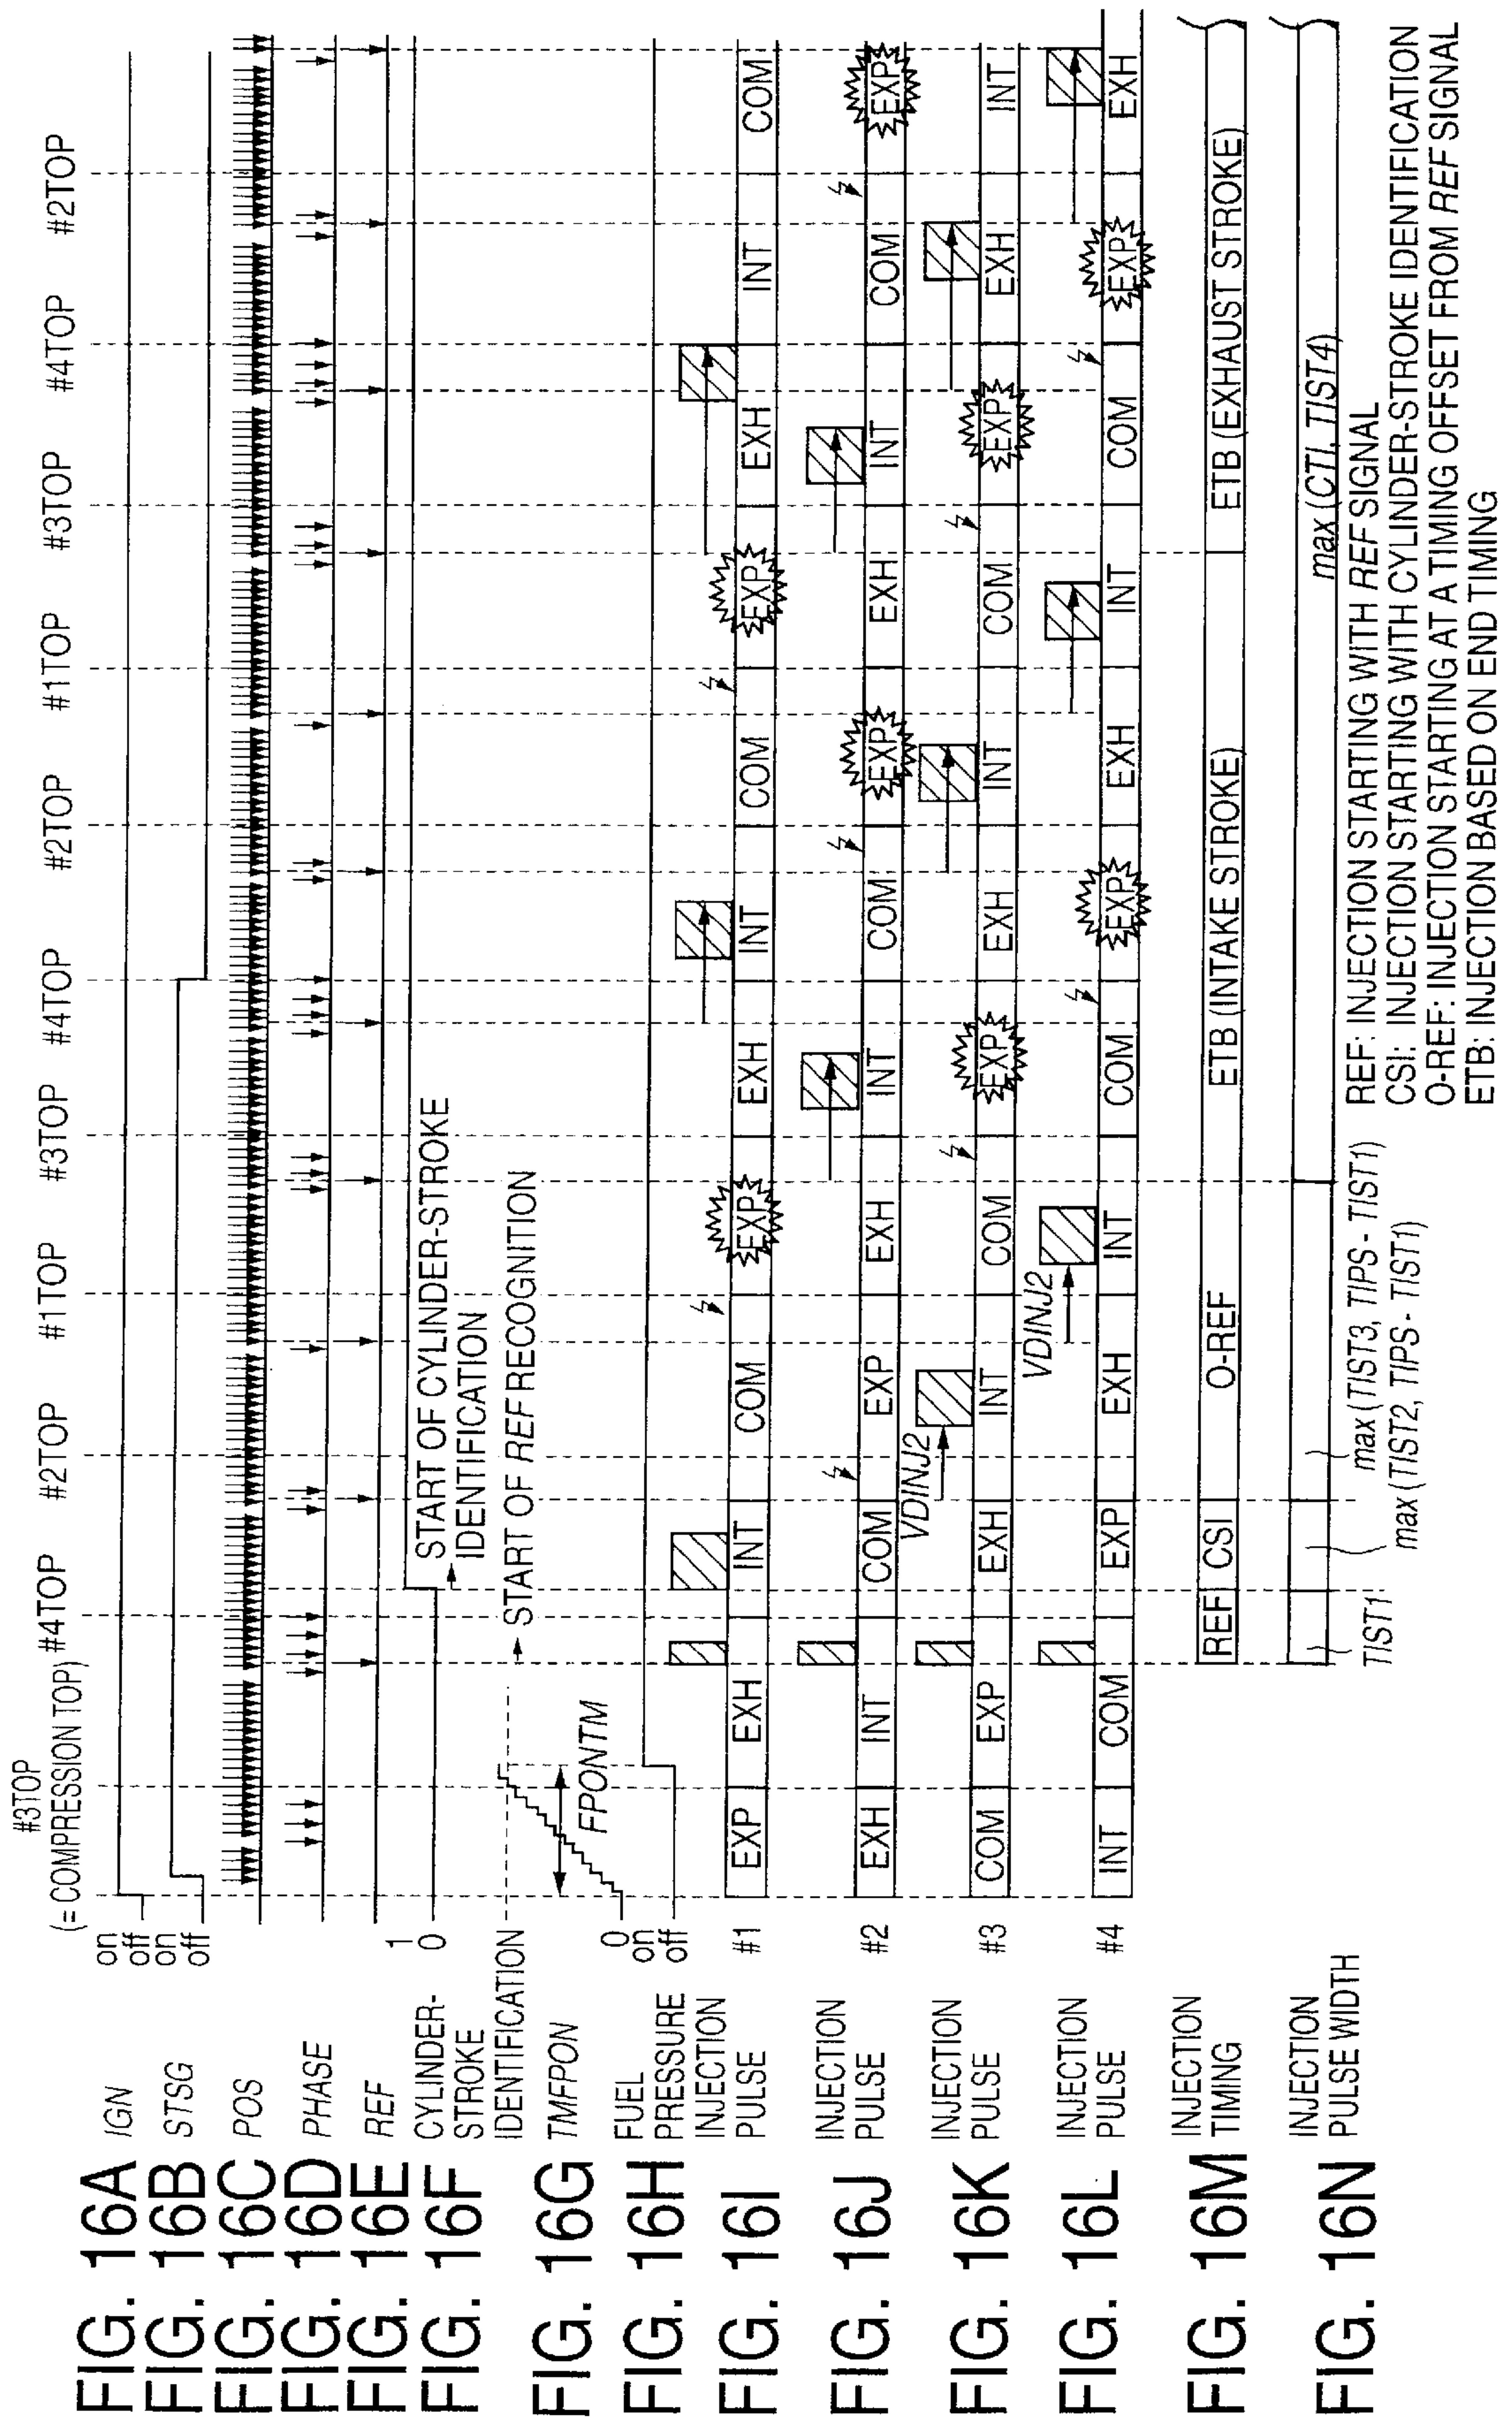 #3TOP
(= COMPRESSION TOP) #4TOP #2TOP #1TOP #3TOP #4TOP #2TOP #1TOP #3TOP #4TOP #2TOP
FIG. 16A IGN on off
FIG. 16B STSG on off
FIG. 16C POS
FIG. 16D PHASE
FIG. 16E REF
FIG. 16F CYLINDER-STROKE IDENTIFICATION 1 0
START OF CYLINDER-STROKE
IDENTIFICATION
START OF REF RECOGNITION
FIG. 16G TMFPON 0
FPONTM
FIG. 16H FUEL PRESSURE on off
FIG. 16I INJECTION PULSE #1 EXP EXH INT COM EXP EXH INT COM EXP EXH INT COM
FIG. 16J INJECTION PULSE #2 EXH INT COM EXP EXH INT COM EXP EXH INT COM EXP
VDINJ2
FIG. 16K INJECTION PULSE #3 COM EXP EXH INT COM EXP EXH INT COM EXP EXH INT
VDINJ2
FIG. 16L INJECTION PULSE #4 INT COM EXP EXH INT COM EXP EXH INT COM EXP EXH
FIG. 16M INJECTION TIMING REF CSI O-REF ETB (INTAKE STROKE) ETB (EXHAUST STROKE)
FIG. 16N INJECTION PULSE WIDTH
max (CTI, TIST4)
TIST1
max (TIST3, TIPS - TIST1)
max (TIST2, TIPS - TIST1)
REF: INJECTION STARTING WITH REF SIGNAL
CSI: INJECTION STARTING WITH CYLINDER-STROKE IDENTIFICATION
O-REF: INJECTION STARTING AT A TIMING OFFSET FROM REF SIGNAL
ETB: INJECTION BASED ON END TIMING